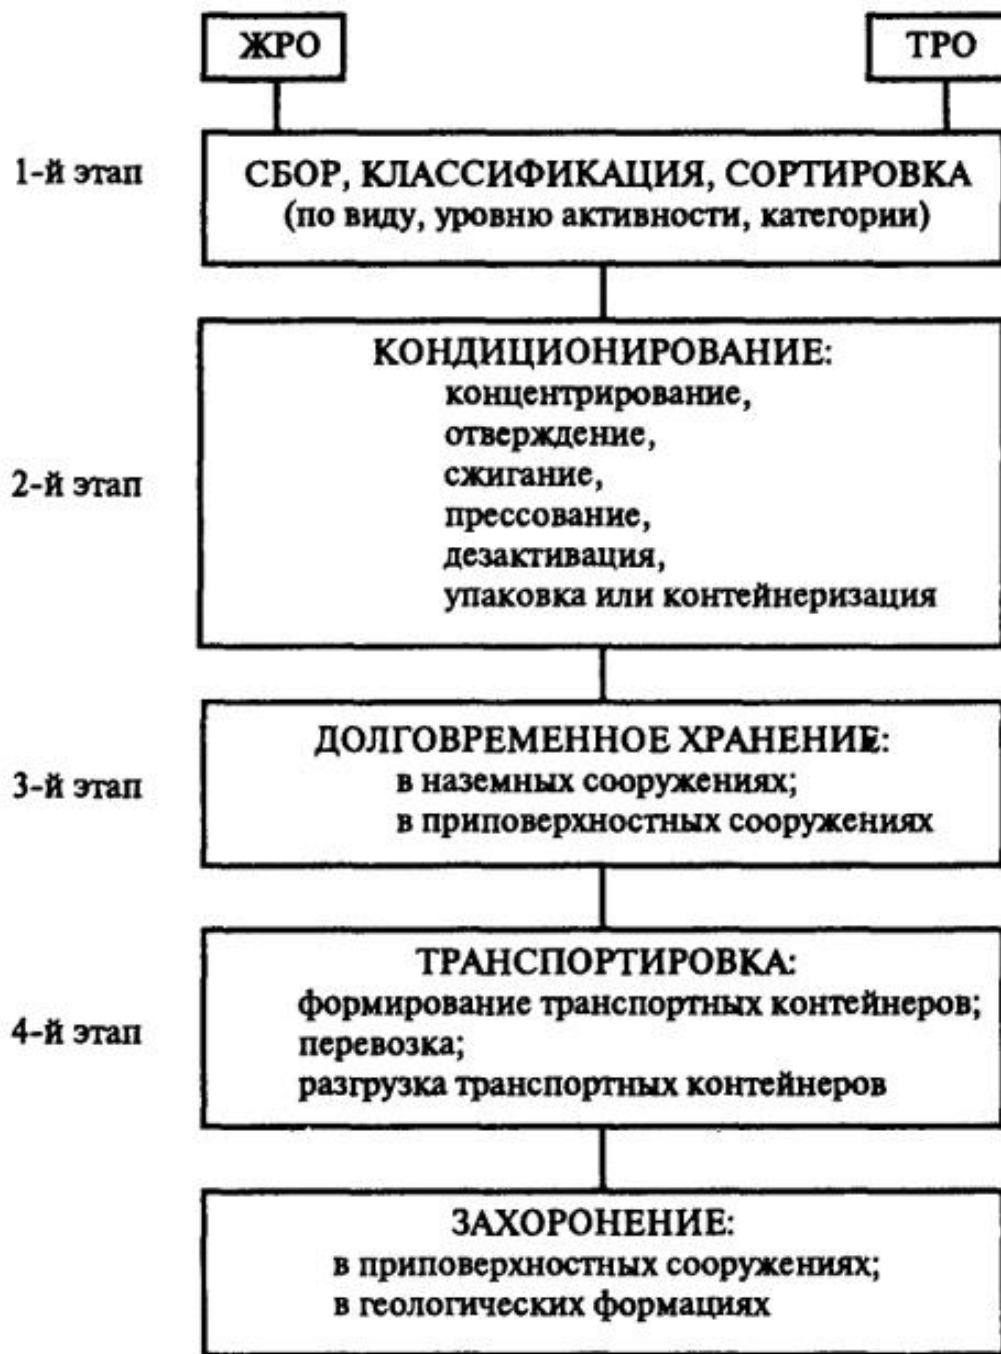 ЖРО
ТРО
1-й этап
СБОР, КЛАССИФИКАЦИЯ, СОРТИРОВКА
(по виду, уровню активности, категории)
2-й этап
КОНДИЦИОНИРОВАНИЕ:
концентрирование,
отверждение,
сжигание,
прессование,
дезактивация,
упаковка или контейнеризация
3-й этап
ДОЛГОВРЕМЕННОЕ ХРАНЕНИЕ:
в наземных сооружениях;
в приповерхностных сооружениях
4-й этап
ТРАНСПОРТИРОВКА:
формирование транспортных контейнеров;
перевозка;
разгрузка транспортных контейнеров
ЗАХОРОНЕНИЕ:
в приповерхностных сооружениях;
в геологических формациях